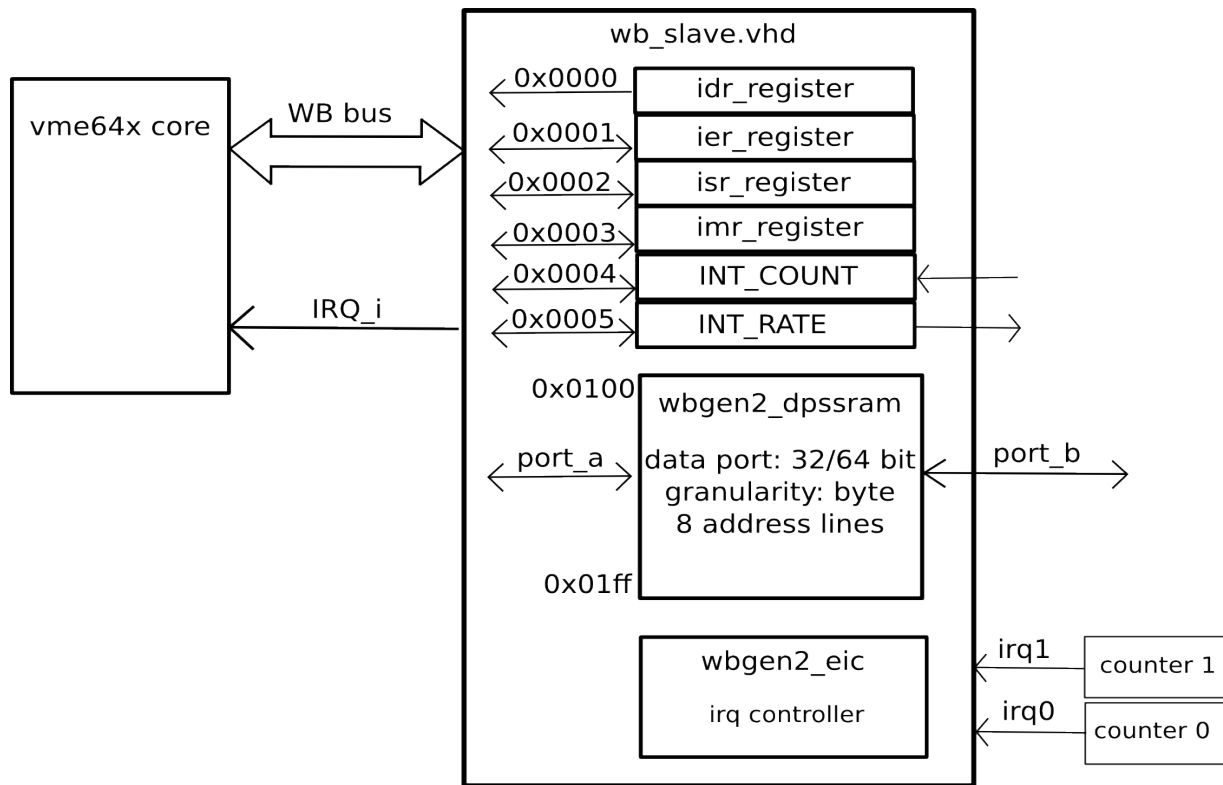 wb_slave.vhd
vme64x core
WB bus
IRQ_i
0x0000
idr_register
0x0001
ier_register
0x0002
isr_register
0x0003
imr_register
0x0004
INT_COUNT
0x0005
INT_RATE
0x0100
wbgen2_dpssram
port_a
data port: 32/64 bit
granularity: byte
8 address lines
port_b
0x01ff
wbgen2_eic
irq controller
irq1
counter 1
irq0
counter 0